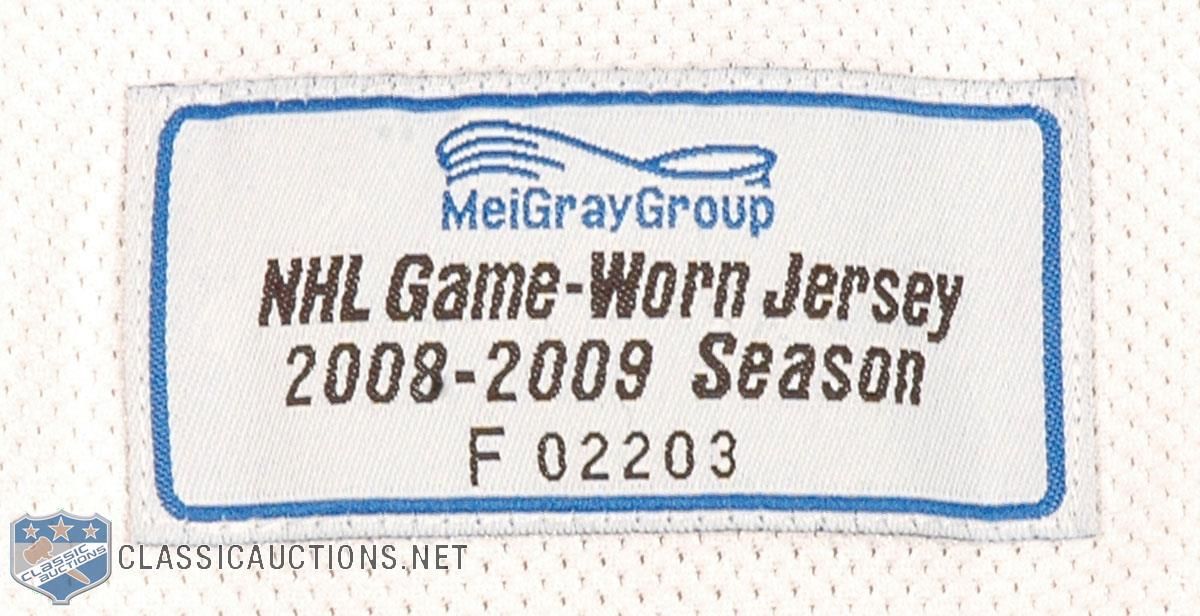 MeiGrayGroup
NHL Game-Worn Jersey
2008-2009 Season
F 02203
CLASSIC
AUCTIONS
CLASSICAUCTIONS.NET